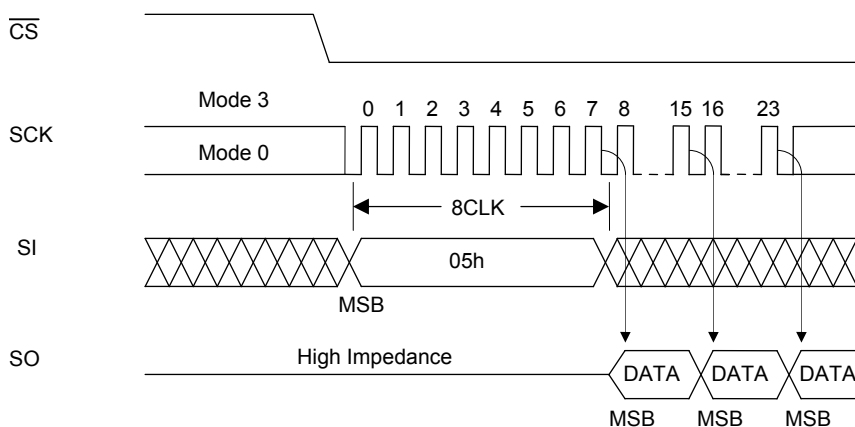 CS
Mode 3
0 1 2 3 4 5 6 7 8 15 16 23
SCK
Mode 0
8CLK
SI
05h
MSB
SO
High Impedance
DATA DATA DATA
MSB MSB MSB